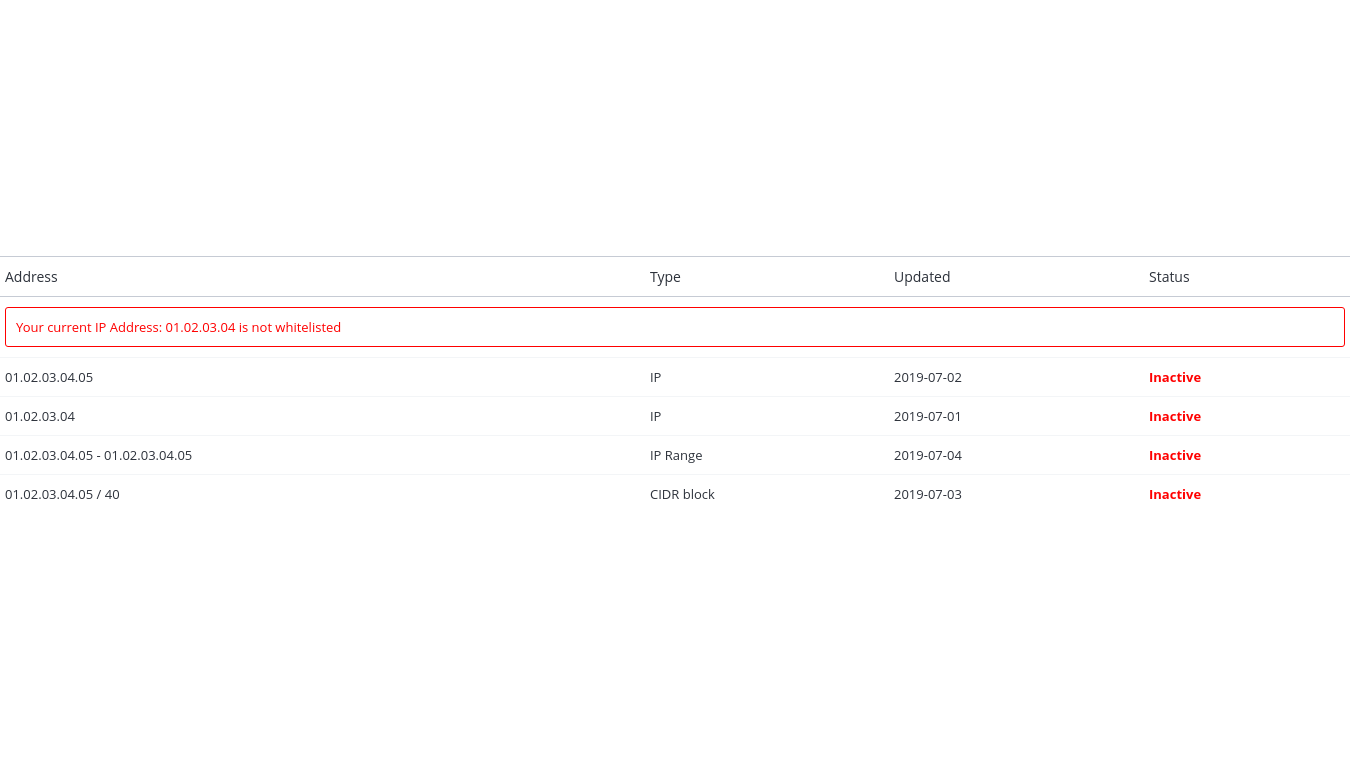 Address Type Updated Status
Your current IP Address: 01.02.03.04 is not whitelisted
01.02.03.04.05 IP 2019-07-02 Inactive
01.02.03.04 IP 2019-07-01 Inactive
01.02.03.04.05 - 01.02.03.04.05 IP Range 2019-07-04 Inactive
01.02.03.04.05 / 40 CIDR block 2019-07-03 Inactive